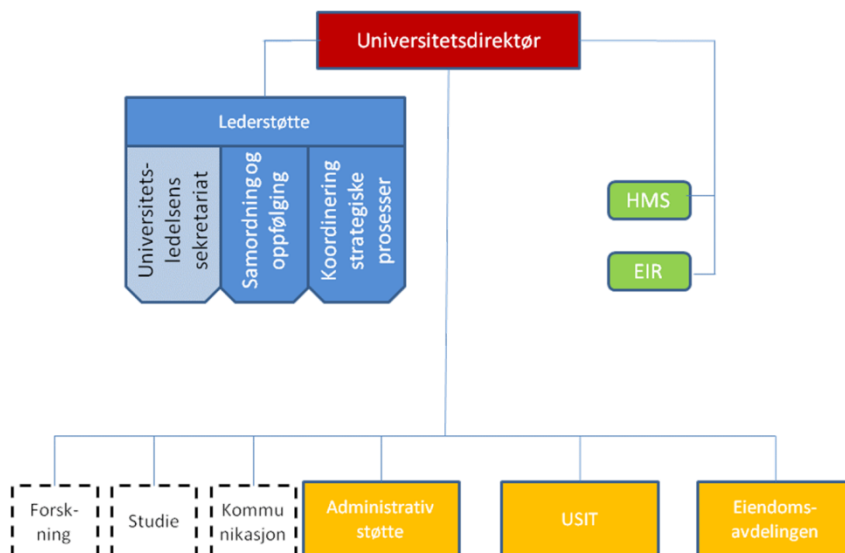 Universitetsdirektør
Lederstøtte
Universitets-
ledelsens
sekretariat
Samordning og
oppfølging
Koordinering
strategiske
prosesser
HMS
EIR
Forsk-
ning
Studie
Kommu
nikasjon
Administrativ
støtte
USIT
Eiendoms-
avdelingen